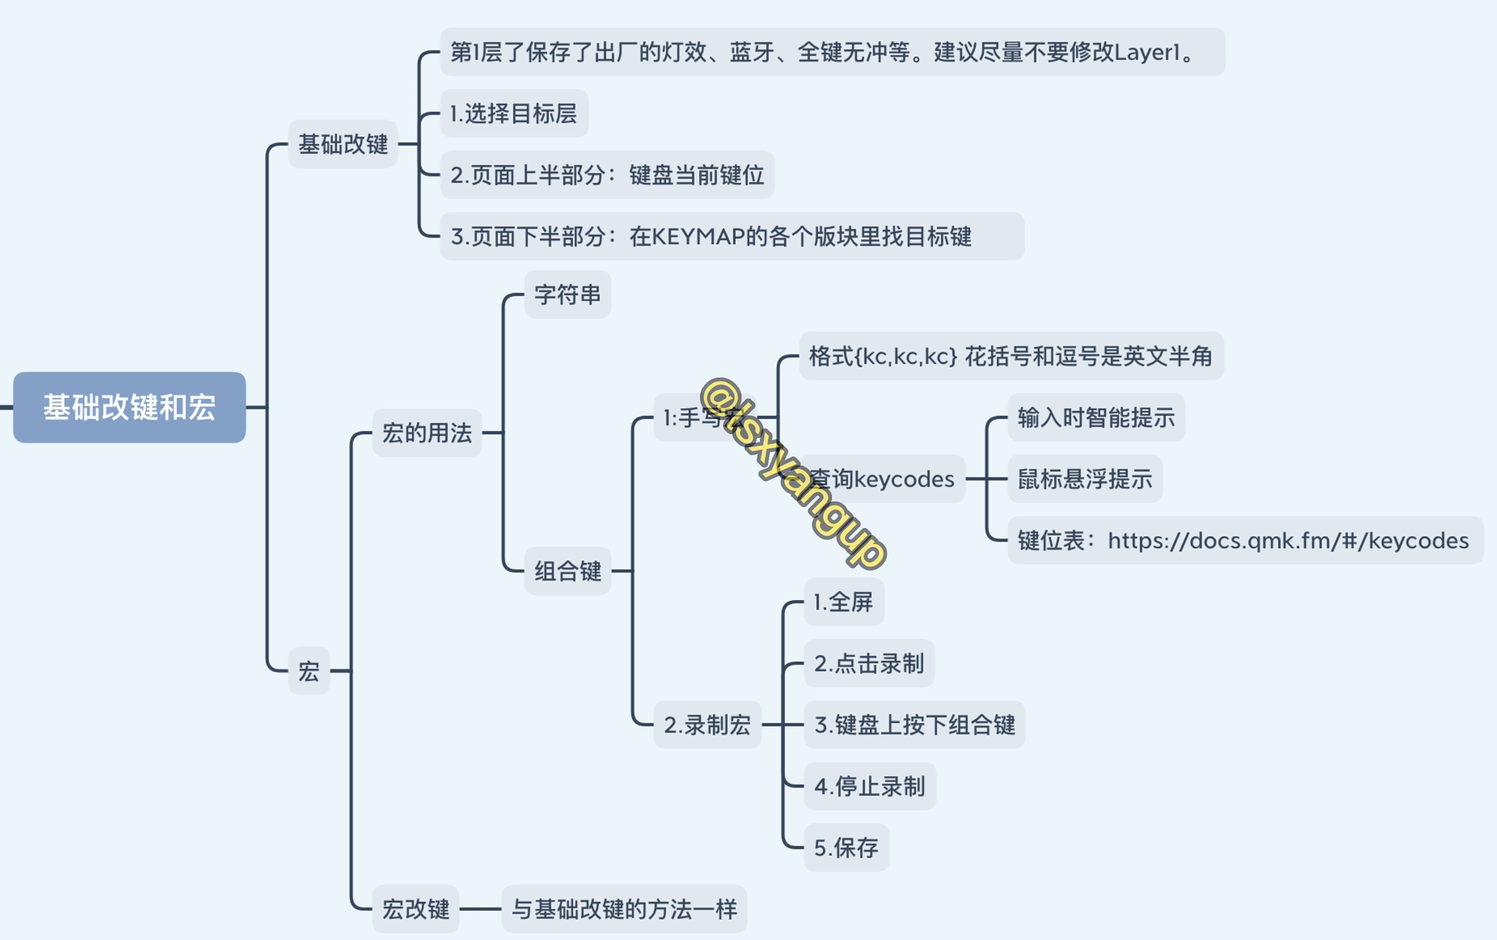 第1层了保存了出厂的灯效、蓝牙、全键无冲等。建议尽量不要修改Layer1。
1.选择目标层
基础改键
2.页面上半部分：键盘当前键位
3.页面下半部分：在KEYMAP的各个版块里找目标键
字符串
格式{kc,kc,kc} 花括号和逗号是英文半角
基础改键和宏
宏的用法
1:手写宏
输入时智能提示
查询keycodes
鼠标悬浮提示
键位表：https://docs.qmk.fm/#/keycodes
@lsxyangup
组合键
1.全屏
2.点击录制
宏
2.录制宏
3.键盘上按下组合键
4.停止录制
5.保存
宏改键
与基础改键的方法一样